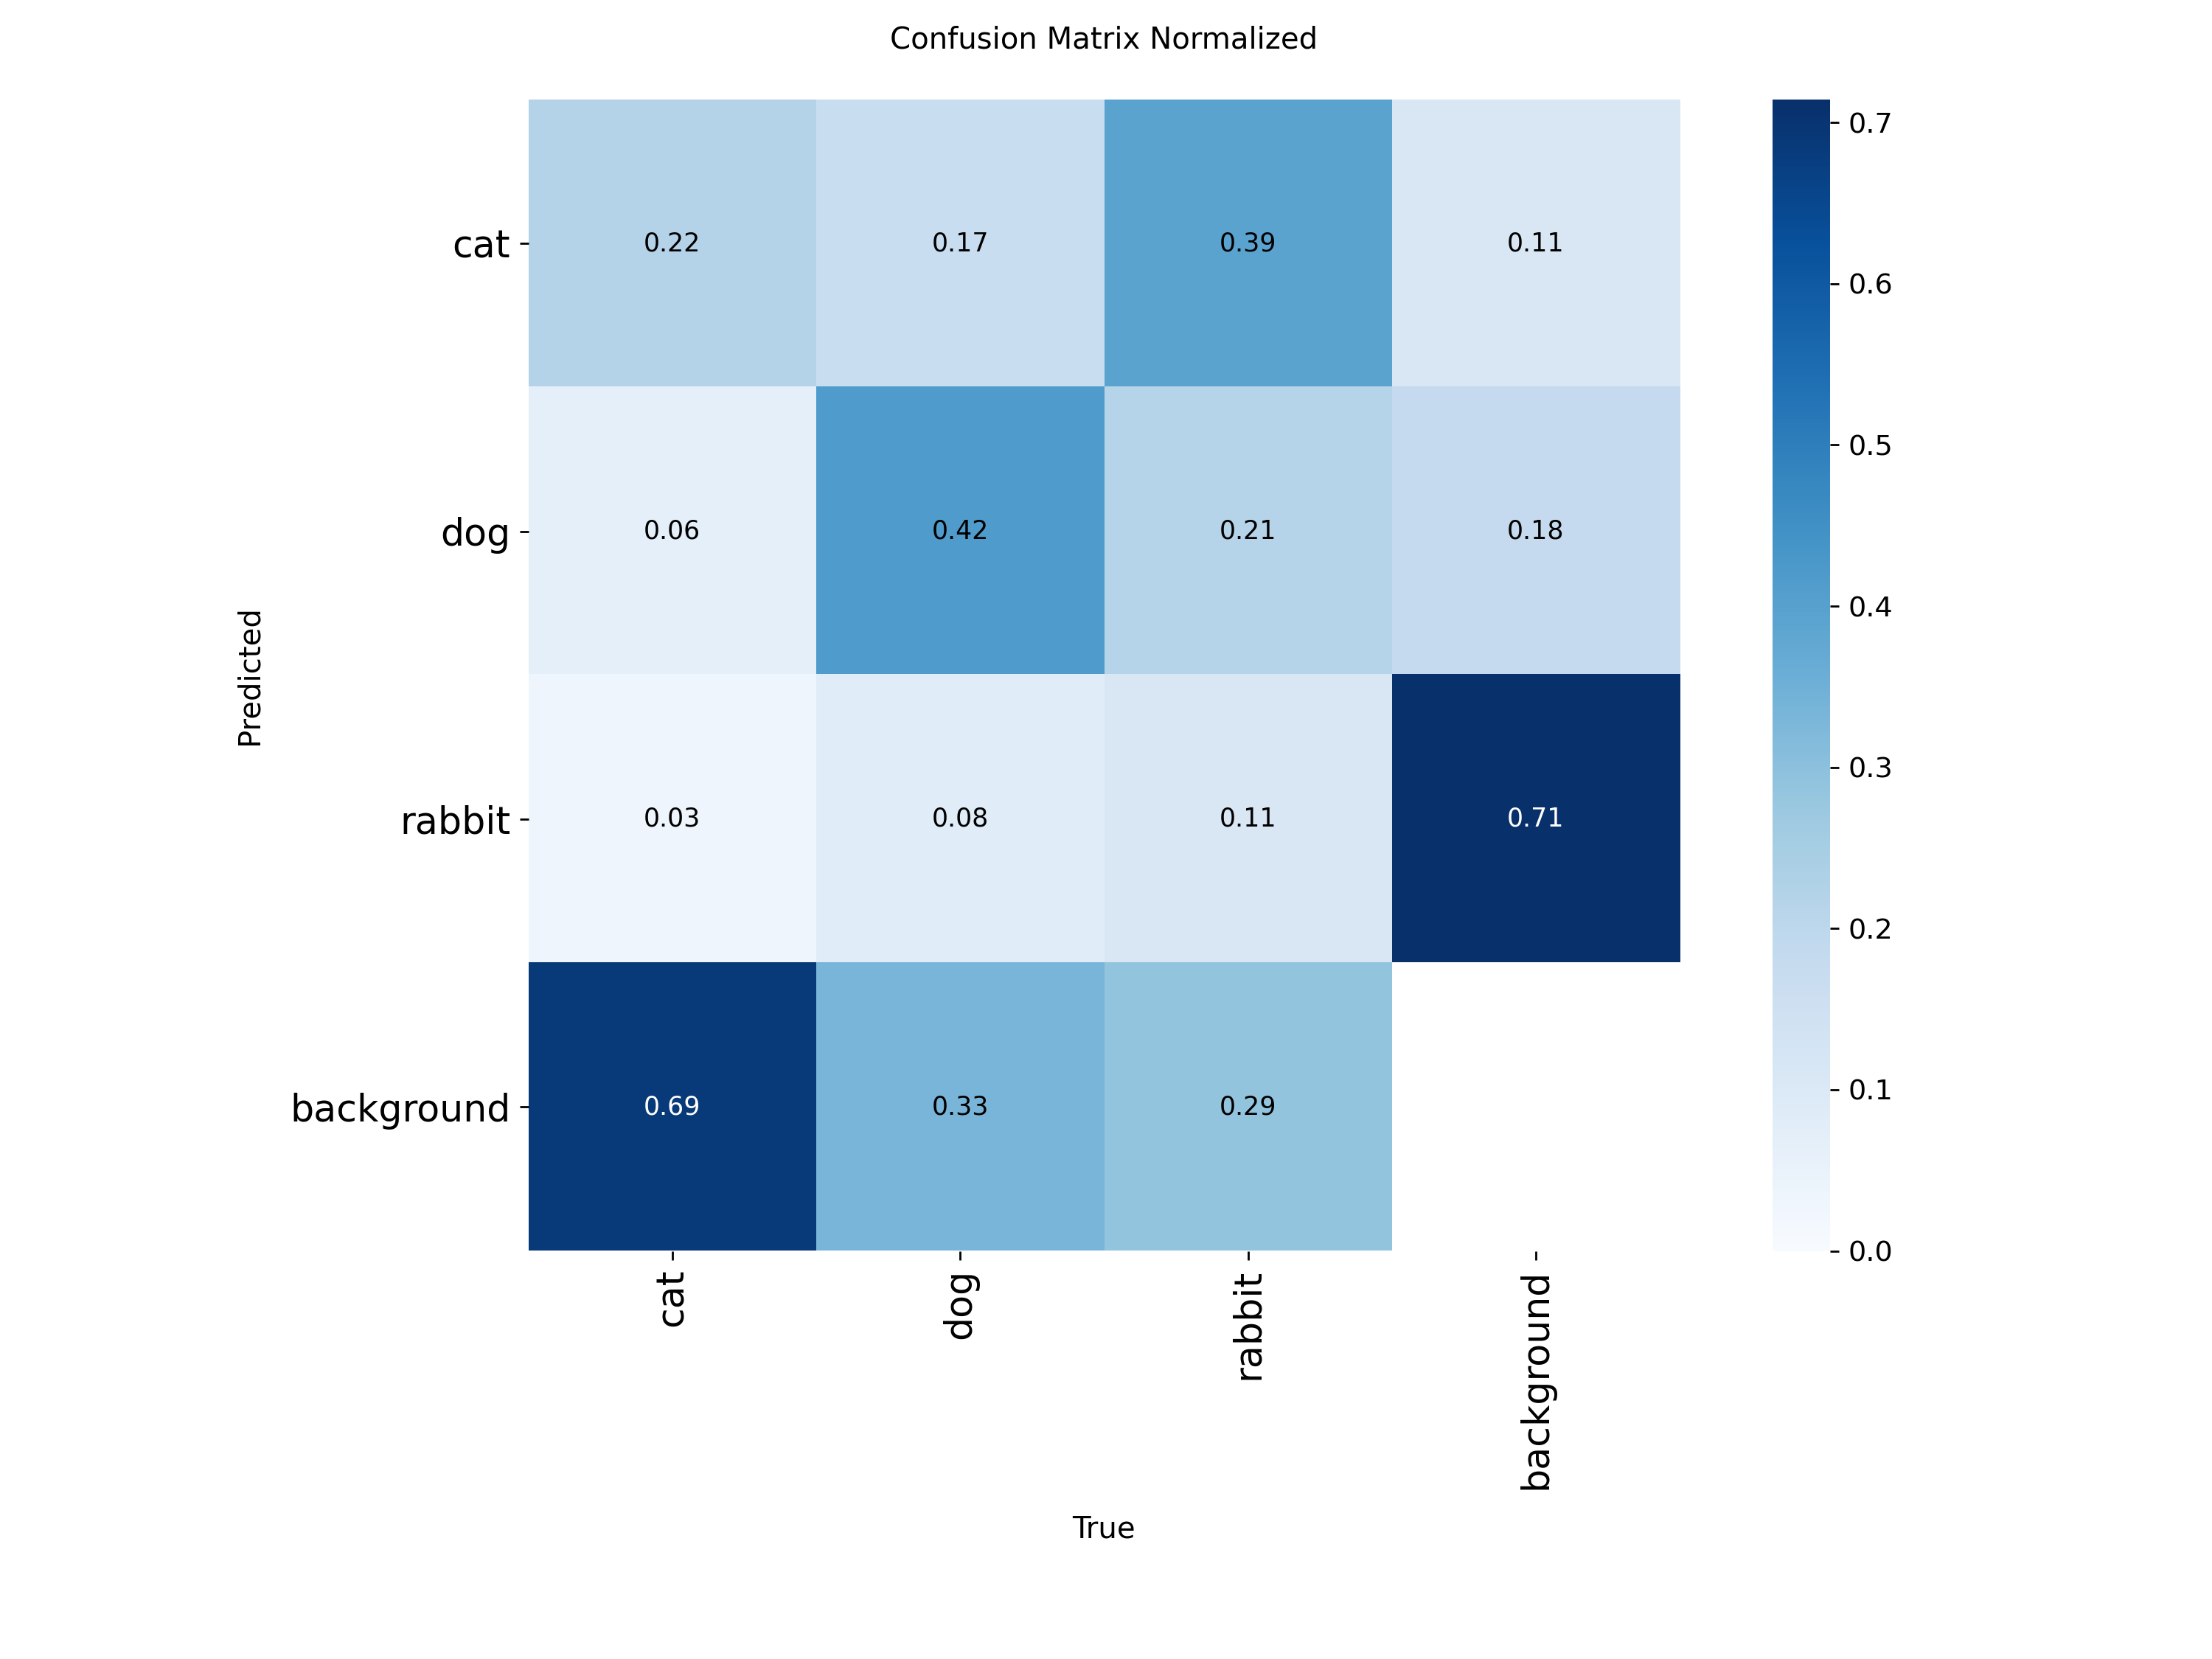 Confusion Matrix Normalized
cat 0.22 0.17 0.39 0.11
dog 0.06 0.42 0.21 0.18
rabbit 0.03 0.08 0.11 0.71
background 0.69 0.33 0.29
Predicted
cat dog rabbit background
True
0.7
0.6
0.5
0.4
0.3
0.2
0.1
0.0